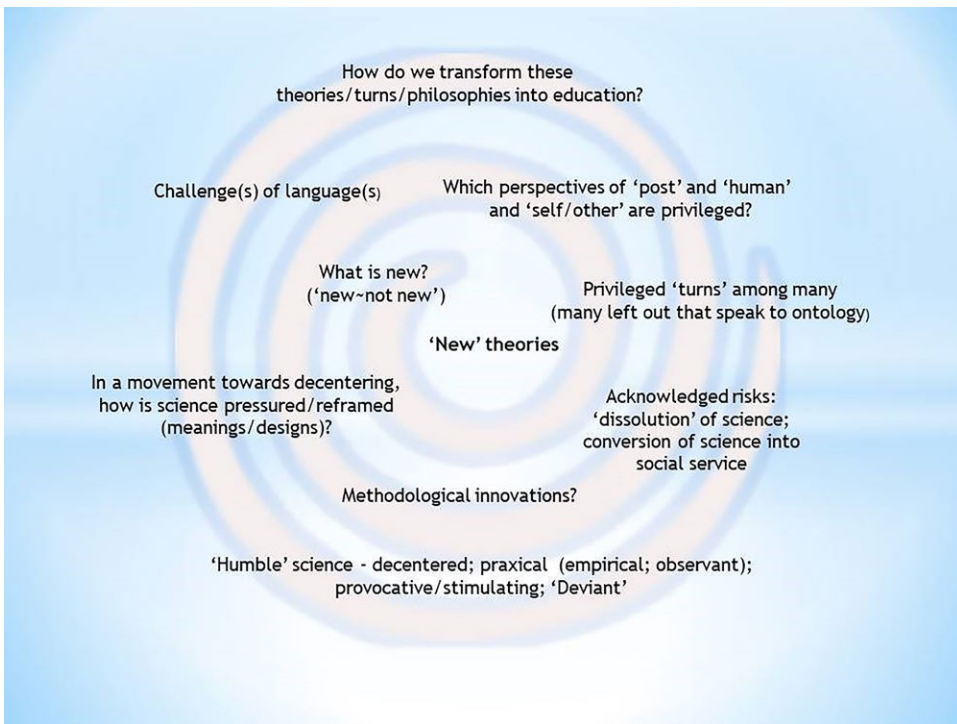 How do we transform these
theories/turns/philosophies into education?
Challenge(s) of language(s)
Which perspectives of ‘post’ and ‘human’
and ‘self/other’ are privileged?
What is new?
(‘new~not new’)
Privileged ‘turns’ among many
(many left out that speak to ontology)
‘New’ theories
In a movement towards decentering,
how is science pressured/reframed
(meanings/designs)?
Acknowledged risks:
‘dissolution’ of science;
conversion of science into
social service
Methodological innovations?
‘Humble’ science - decentered; praxical (empirical; observant);
provocative/stimulating; ‘Deviant’